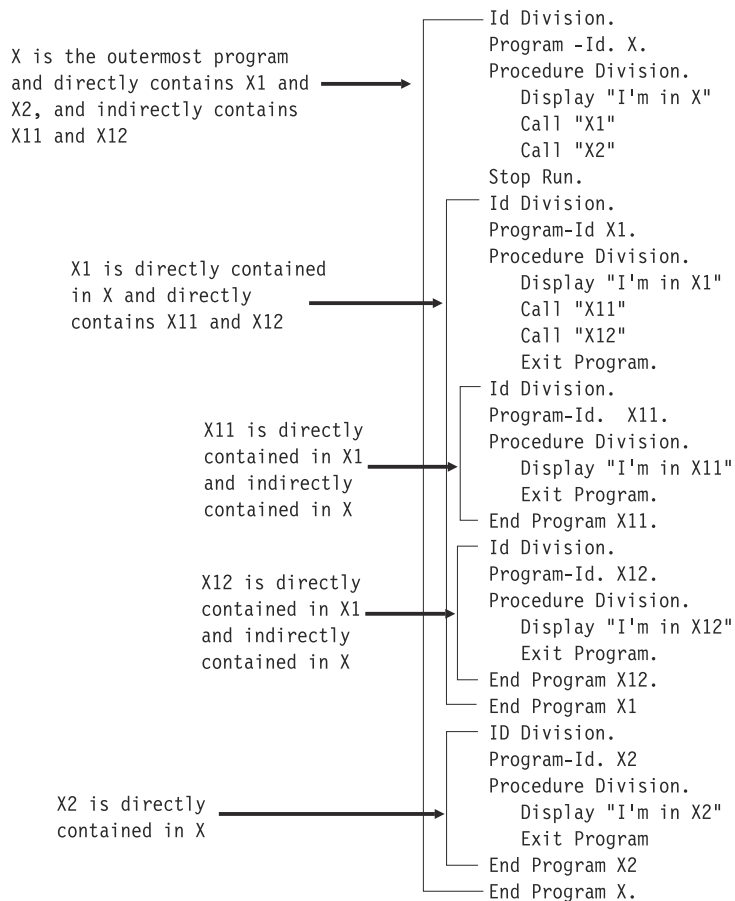 X is the outermost program
and directly contains X1 and
X2, and indirectly contains
X11 and X12
Id Division.
Program -Id. X.
Procedure Division.
Display "I'm in X"
Call "X1"
Call "X2"
Stop Run.
X1 is directly contained
in X and directly
contains X11 and X12
Id Division.
Program-Id X1.
Procedure Division.
Display "I'm in X1"
Call "X11"
Call "X12"
Exit Program.
X11 is directly
contained in X1
and indirectly
contained in X
Id Division.
Program-Id. X11.
Procedure Division.
Display "I'm in X11"
Exit Program.
End Program X11.
X12 is directly
contained in X1
and indirectly
contained in X
Id Division.
Program-Id. X12.
Procedure Division.
Display "I'm in X12"
Exit Program.
End Program X12.
End Program X1
X2 is directly
contained in X
ID Division.
Program-Id. X2
Procedure Division.
Display "I'm in X2"
Exit Program
End Program X2
End Program X.